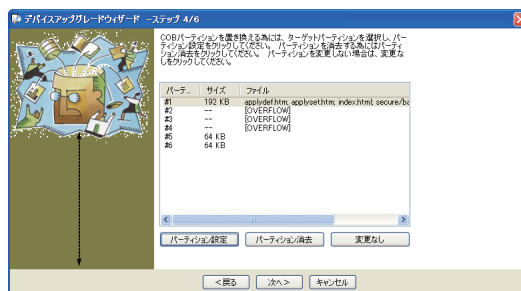 デバイスアップグレードウィザード －ステップ 4/6
COBパーティションを置き換える為には、ターゲットパーティションを選択し、パー
ティション設定をクリックしてください。 パーティションを消去する為にはパーティ
ション消去をクリックしてください。 パーティションを変更しない場合は、変更な
しをクリックしてください。
パーテ... サイズ ファイル
#1 192 KB applydef.htm; applyset.htm; index.html; secure/ba
#2 -- [OVERFLOW]
#3 -- [OVERFLOW]
#4 -- [OVERFLOW]
#5 64 KB
#6 64 KB
パーティション設定 パーティション消去 変更なし
<戻る 次へ> キャンセル